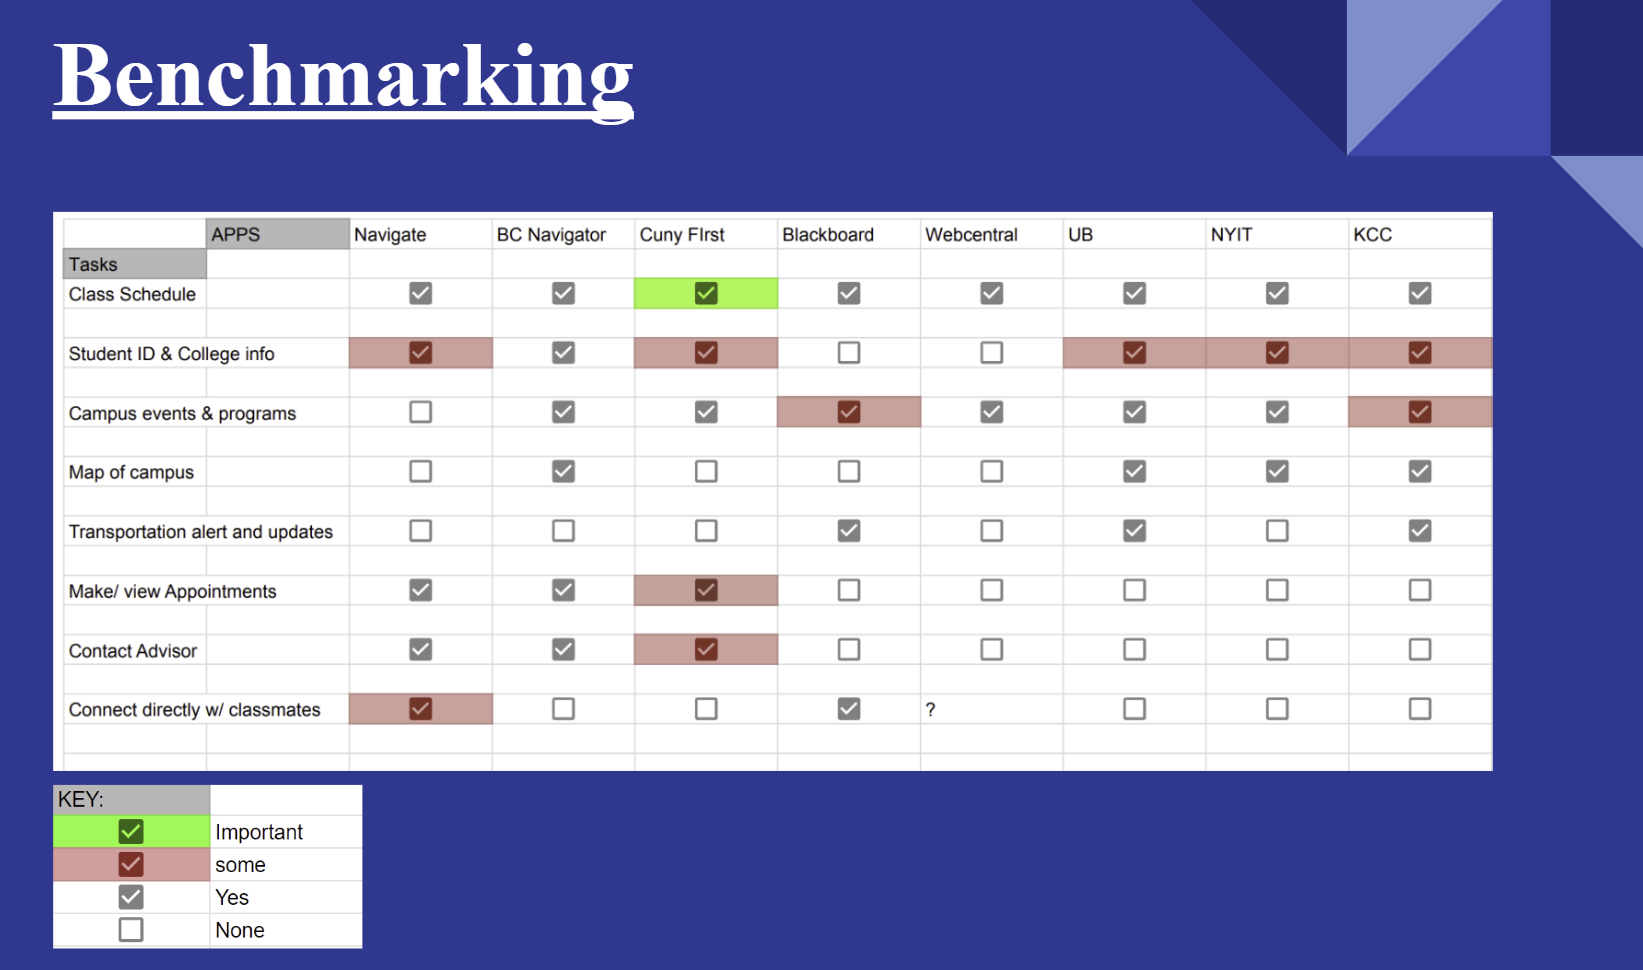 Benchmarking
APPS Navigate BC Navigator Cuny FIrst Blackboard Webcentral UB NYIT KCC
Tasks
Class Schedule
Student ID & College info
Campus events & programs
Map of campus
Transportation alert and updates
Make/ view Appointments
Contact Advisor
Connect directly w/ classmates ?
KEY:
Important
some
Yes
None